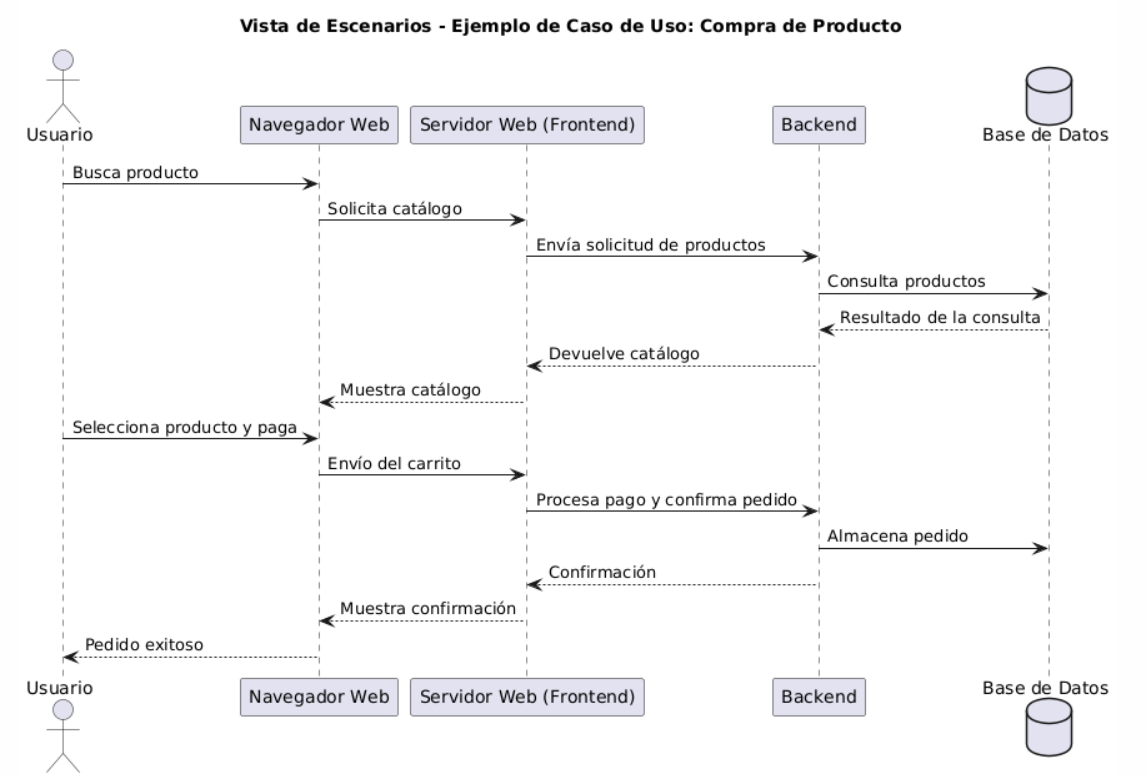 Vista de Escenarios - Ejemplo de Caso de Uso: Compra de Producto
Usuario
Navegador Web
Servidor Web (Frontend)
Backend
Base de Datos
Busca producto
Solicita catálogo
Envía solicitud de productos
Consulta productos
Resultado de la consulta
Devuelve catálogo
Muestra catálogo
Selecciona producto y paga
Envío del carrito
Procesa pago y confirma pedido
Almacena pedido
Confirmación
Muestra confirmación
Pedido exitoso
Usuario
Navegador Web
Servidor Web (Frontend)
Backend
Base de Datos